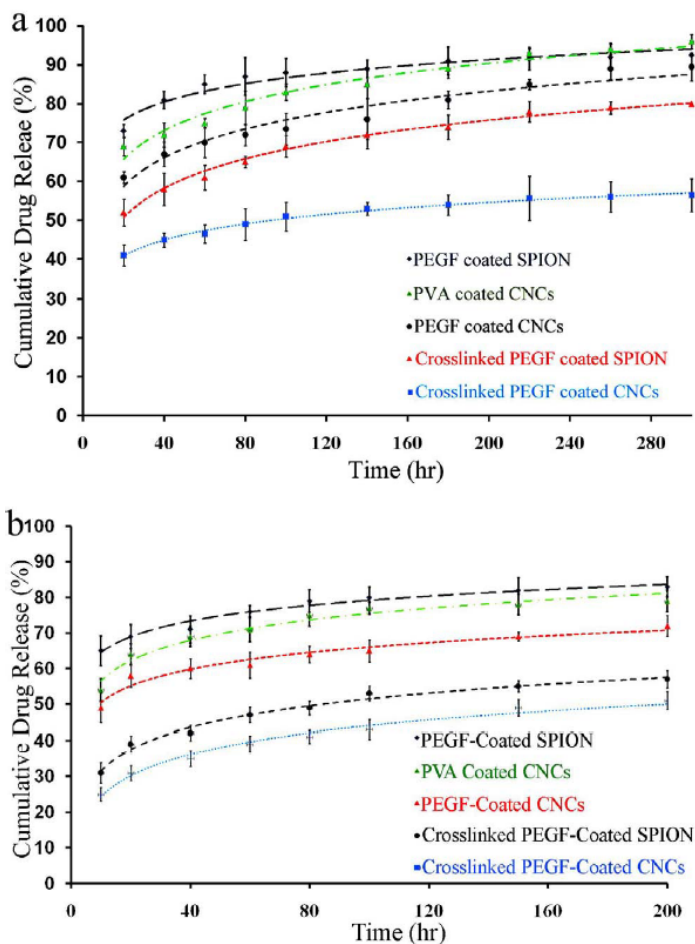 a
100
90
80
70
60
50
40
30
20
10
0
Cumulative Drug Releae (%)
PEGF coated SPION
PVA coated CNCs
PEGF coated CNCs
Crosslinked PEGF coated SPION
Crosslinked PEGF coated CNCs
0 40 80 120 160 200 240 280
Time (hr)
b
100
90
80
70
60
50
40
30
20
10
0
Cumulative Drug Release (%)
PEGF-Coated SPION
PVA Coated CNCs
PEGF-Coated CNCs
Crosslinked PEGF-Coated SPION
Crosslinked PEGF-Coated CNCs
0 40 80 120 160 200
Time (hr)